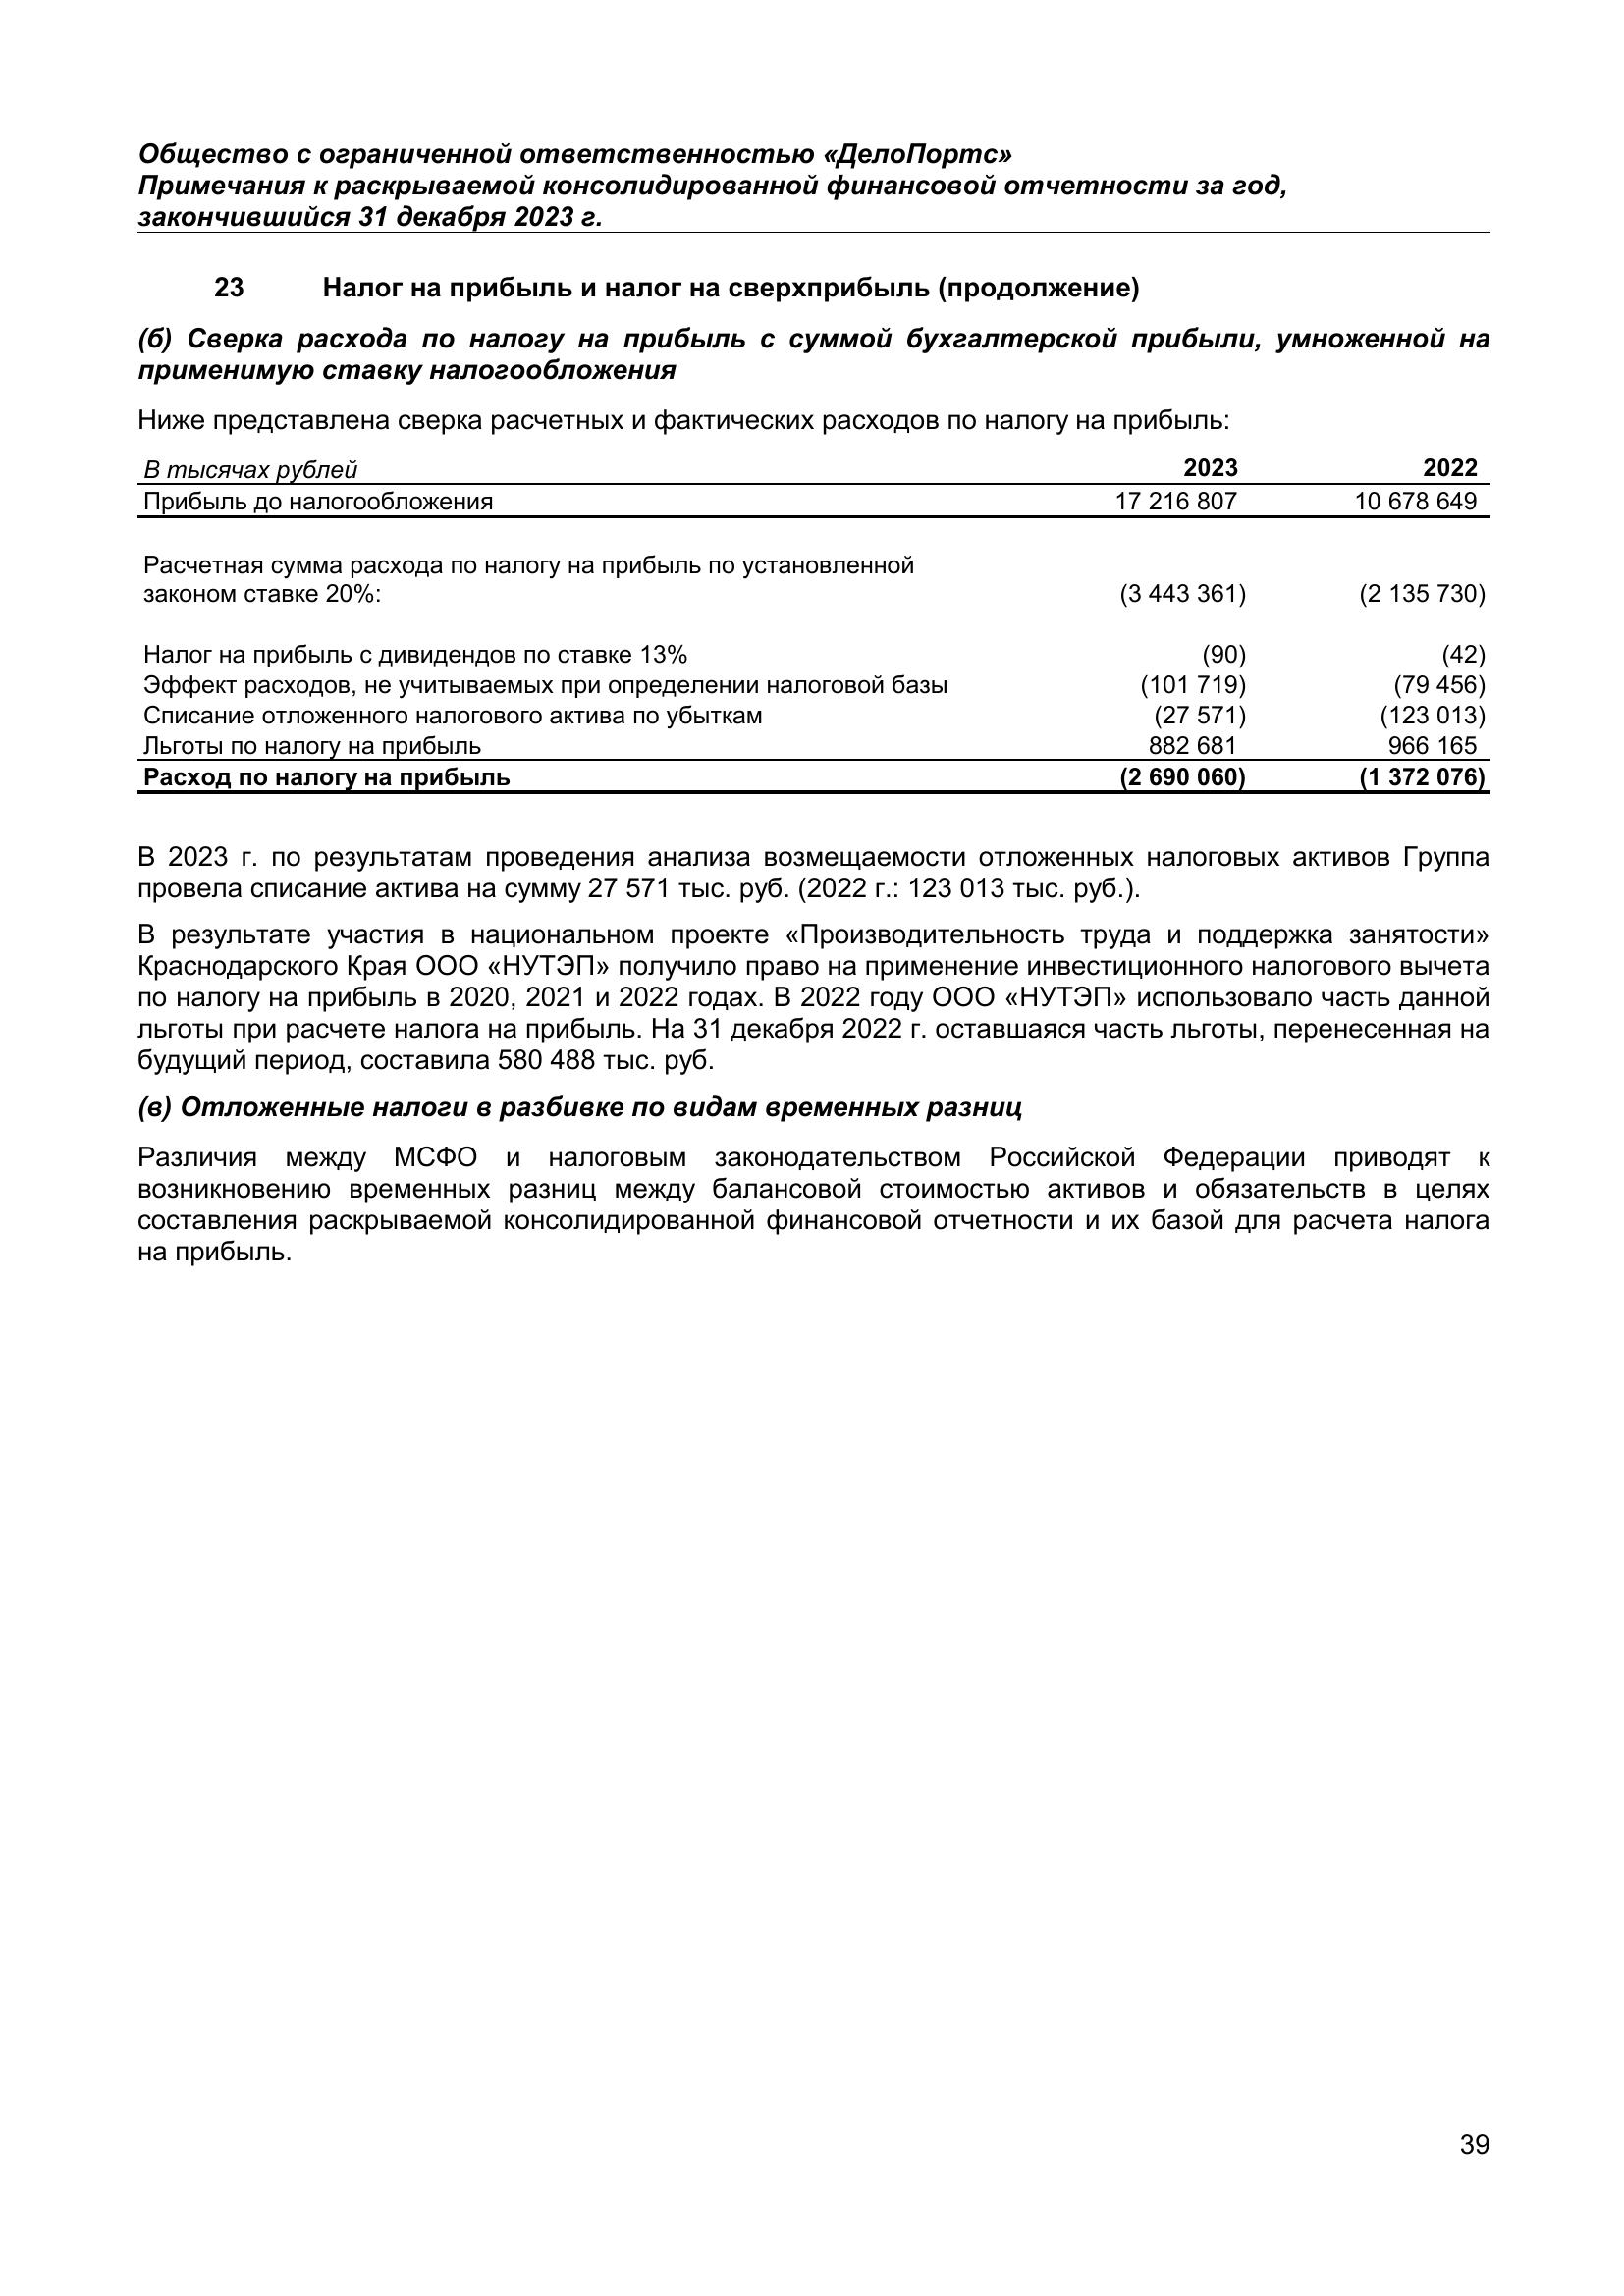 Общество с ограниченной ответственностью «ДелоПортс»
Примечания к раскрываемой консолидированной финансовой отчетности за год,
закончившийся 31 декабря 2023 г.
23 Налог на прибыль и налог на сверхприбыль (продолжение)
(б) Сверка расхода по налогу на прибыль с суммой бухгалтерской прибыли, умноженной на
применимую ставку налогообложения
Ниже представлена сверка расчетных и фактических расходов по налогу на прибыль:
В тысячах рублей 2023 2022
Прибыль до налогообложения 17 216 807 10 678 649
Расчетная сумма расхода по налогу на прибыль по установленной
законом ставке 20%: (3 443 361) (2 135 730)
Налог на прибыль с дивидендов по ставке 13% (90) (42)
Эффект расходов, не учитываемых при определении налоговой базы (101 719) (79 456)
Списание отложенного налогового актива по убыткам (27 571) (123 013)
Льготы по налогу на прибыль 882 681 966 165
Расход по налогу на прибыль (2 690 060) (1 372 076)
В 2023 г. по результатам проведения анализа возмещаемости отложенных налоговых активов Группа
провела списание актива на сумму 27 571 тыс. руб. (2022 г.: 123 013 тыс. руб.).
В результате участия в национальном проекте «Производительность труда и поддержка занятости»
Краснодарского Края ООО «НУТЭП» получило право на применение инвестиционного налогового вычета
по налогу на прибыль в 2020, 2021 и 2022 годах. В 2022 году ООО «НУТЭП» использовало часть данной
льготы при расчете налога на прибыль. На 31 декабря 2022 г. оставшаяся часть льготы, перенесенная на
будущий период, составила 580 488 тыс. руб.
(в) Отложенные налоги в разбивке по видам временных разниц
Различия между МСФО и налоговым законодательством Российской Федерации приводят к
возникновению временных разниц между балансовой стоимостью активов и обязательств в целях
составления раскрываемой консолидированной финансовой отчетности и их базой для расчета налога
на прибыль.
39